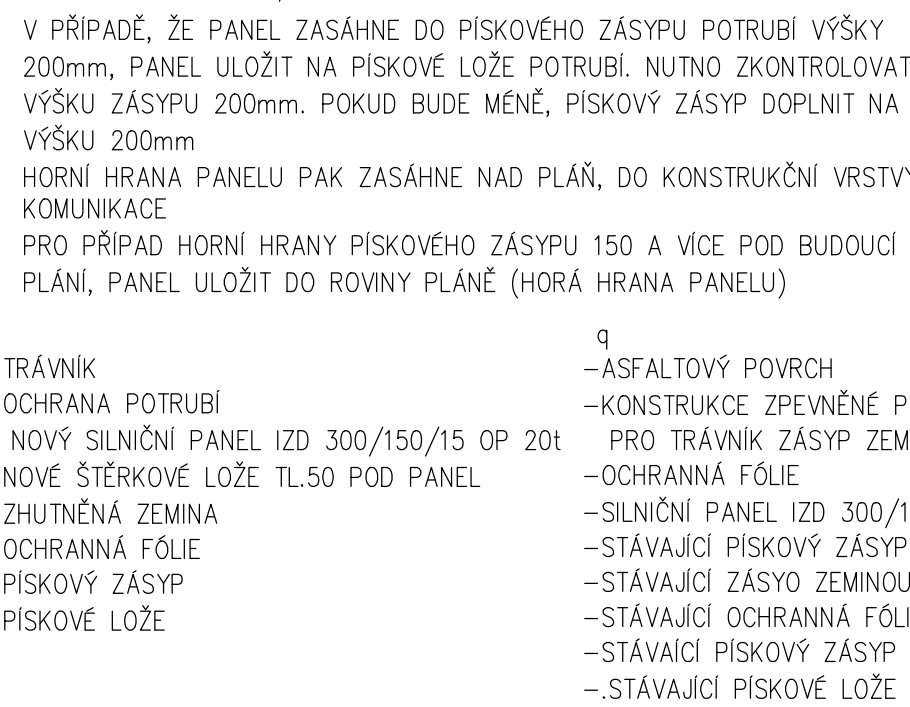 V PŘÍPADĚ, ŽE PANEL ZASÁHNE DO PÍSKOVÉHO ZÁSYPU POTRUBÍ VÝŠKY
200mm, PANEL ULOŽIT NA PÍSKOVÉ LOŽE POTRUBÍ. NUTNO ZKONTROLOVAT
VÝŠKU ZÁSYPU 200mm. POKUD BUDE MÉNĚ, PÍSKOVÝ ZÁSYP DOPLNIT NA
VÝŠKU 200mm
HORNÍ HRANA PANELU PAK ZASÁHNE NAD PLÁŇ, DO KONSTRUKČNÍ VRSTVY
KOMUNIKACE
PRO PŘÍPAD HORNÍ HRANY PÍSKOVÉHO ZÁSYPU 150 A VÍCE POD BUDOUCÍ
PLÁNÍ, PANEL ULOŽIT DO ROVINY PLÁNĚ (HORÁ HRANA PANELU)
TRÁVNÍK
OCHRANA POTRUBÍ
NOVÝ SILNIČNÍ PANEL IZD 300/150/15 OP 20t
NOVÉ ŠTĚRKOVÉ LOŽE TL.50 POD PANEL
ZHUTNĚNÁ ZEMINA
OCHRANNÁ FÓLIE
PÍSKOVÝ ZÁSYP
PÍSKOVÉ LOŽE
q
-ASFALTOVÝ POVRCH
-KONSTRUKCE ZPEVNĚNÉ P
PRO TRÁVNÍK ZÁSYP ZEM
-OCHRANNÁ FÓLIE
-SILNIČNÍ PANEL IZD 300/1
-STÁVAJÍCÍ PÍSKOVÝ ZÁSYP
-STÁVAJÍCÍ ZÁSYO ZEMINOU
-STÁVAJÍCÍ OCHRANNÁ FÓLI
-STÁVAÍCÍ PÍSKOVÝ ZÁSYP
-.STÁVAJÍCÍ PÍSKOVÉ LOŽE